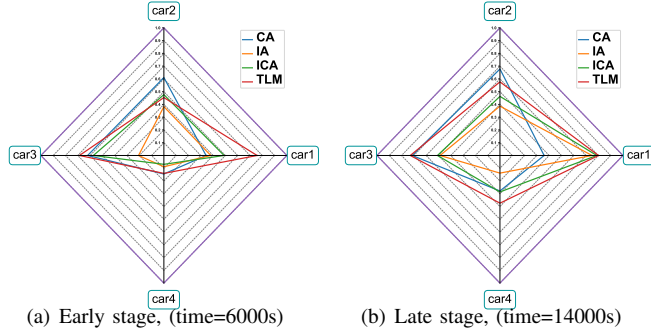 car2
CA
IA
ICA
TLM
car3
car1
car4
(a) Early stage, (time=6000s)
car2
CA
IA
ICA
TLM
car3
car1
car4
(b) Late stage, (time=14000s)